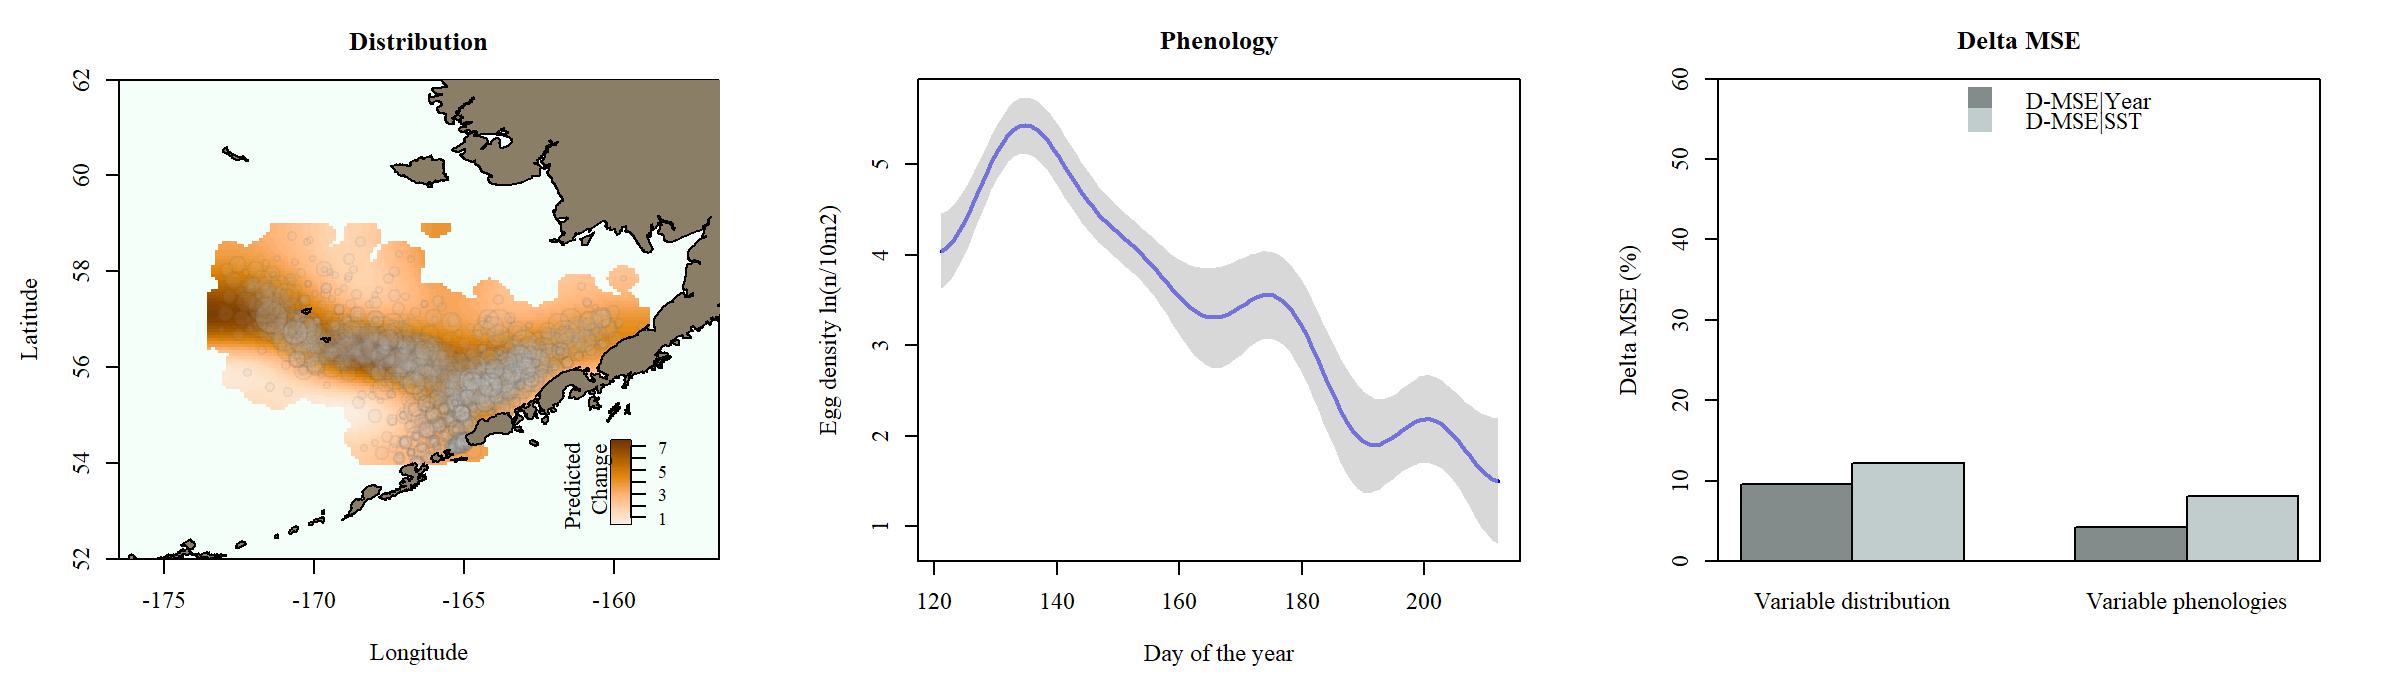 Distribution
62
60
58
56
54
52
Latitude
-175
-170
-165
-160
Longitude
Predicted
Change
7
5
3
1
Phenology
5
4
3
2
1
Egg density ln(n/10m2)
120
140
160
180
200
Day of the year
Delta MSE
60
50
40
30
20
10
0
Delta MSE (%)
D-MSE|Year
D-MSE|SST
Variable distribution
Variable phenologies